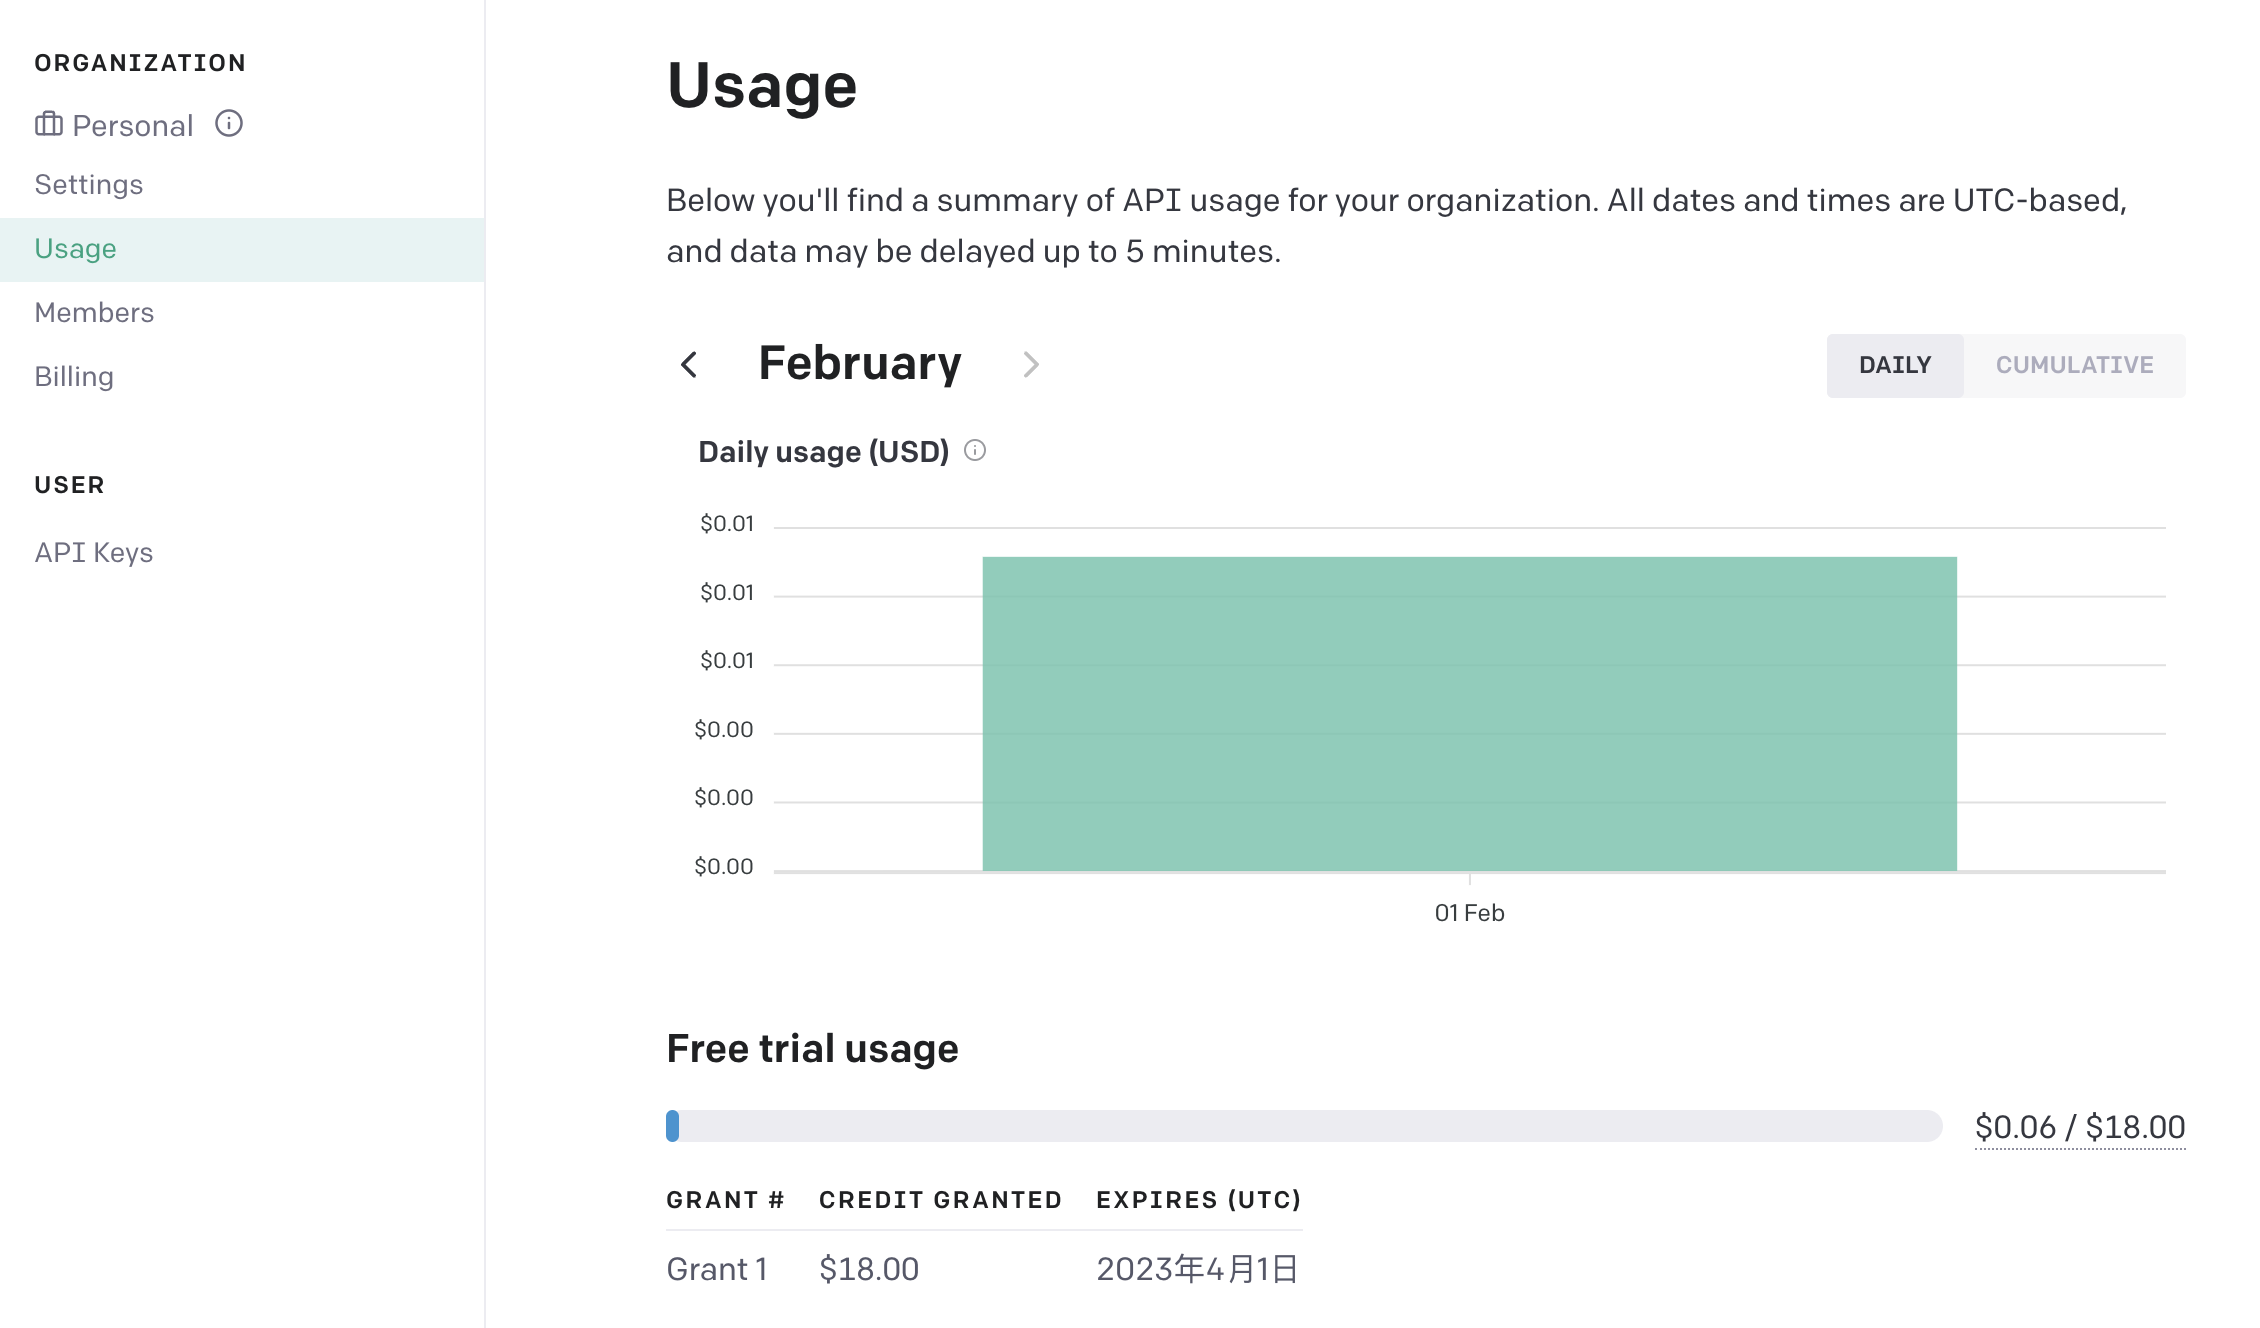 ORGANIZATION
Personal
Settings
Usage
Members
Billing
USER
API Keys
Usage
Below you'll find a summary of API usage for your organization. All dates and times are UTC-based,
and data may be delayed up to 5 minutes.
February
DAILY CUMULATIVE
Daily usage (USD)
$0.01
$0.01
$0.01
$0.00
$0.00
$0.00
01 Feb
Free trial usage
$0.06 / $18.00
GRANT # CREDIT GRANTED EXPIRES (UTC)
Grant 1 $18.00 2023年4月1日